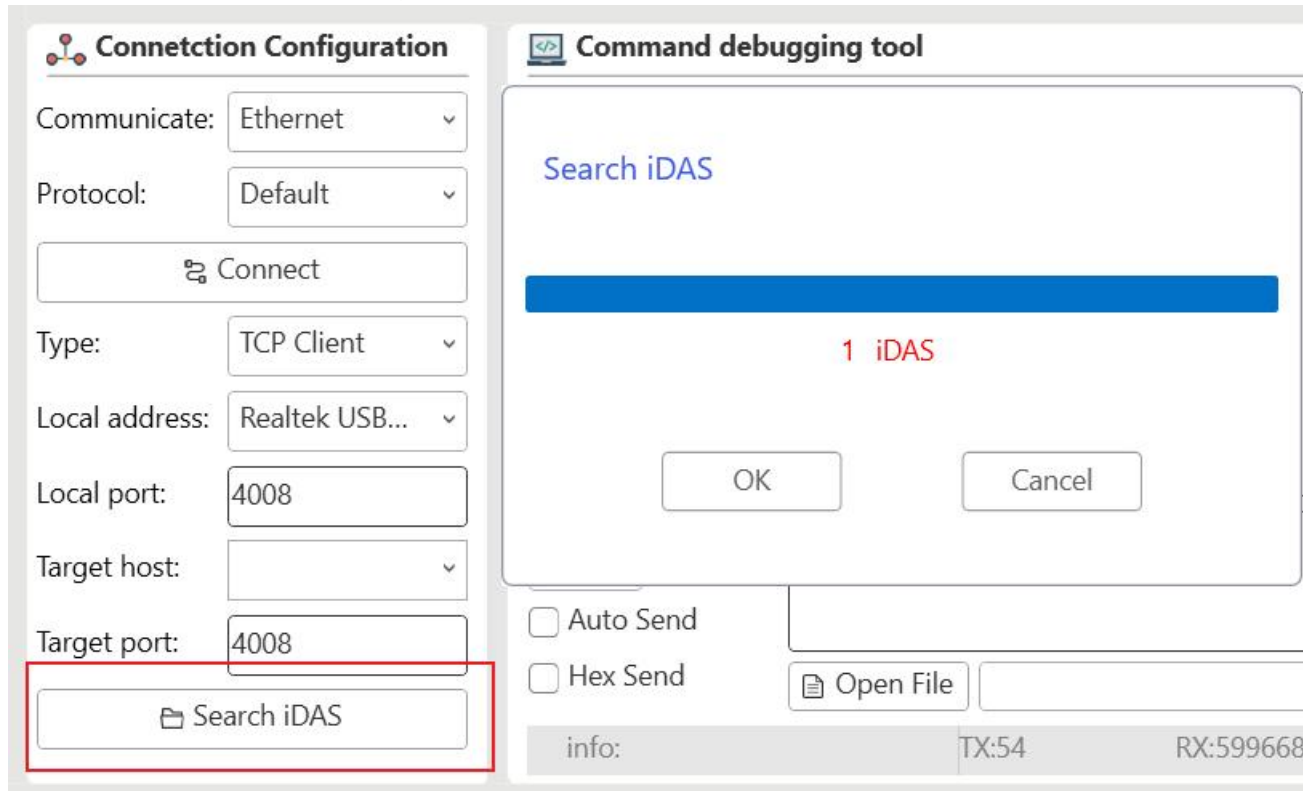 Connetction Configuration
Communicate: Ethernet
Protocol: Default
Connect
Type: TCP Client
Local address: Realtek USB...
Local port: 4008
Target host:
Target port: 4008
Search iDAS
Command debugging tool
Search iDAS
1 iDAS
OK Cancel
Auto Send
Hex Send
Open File
info: TX:54 RX:599668